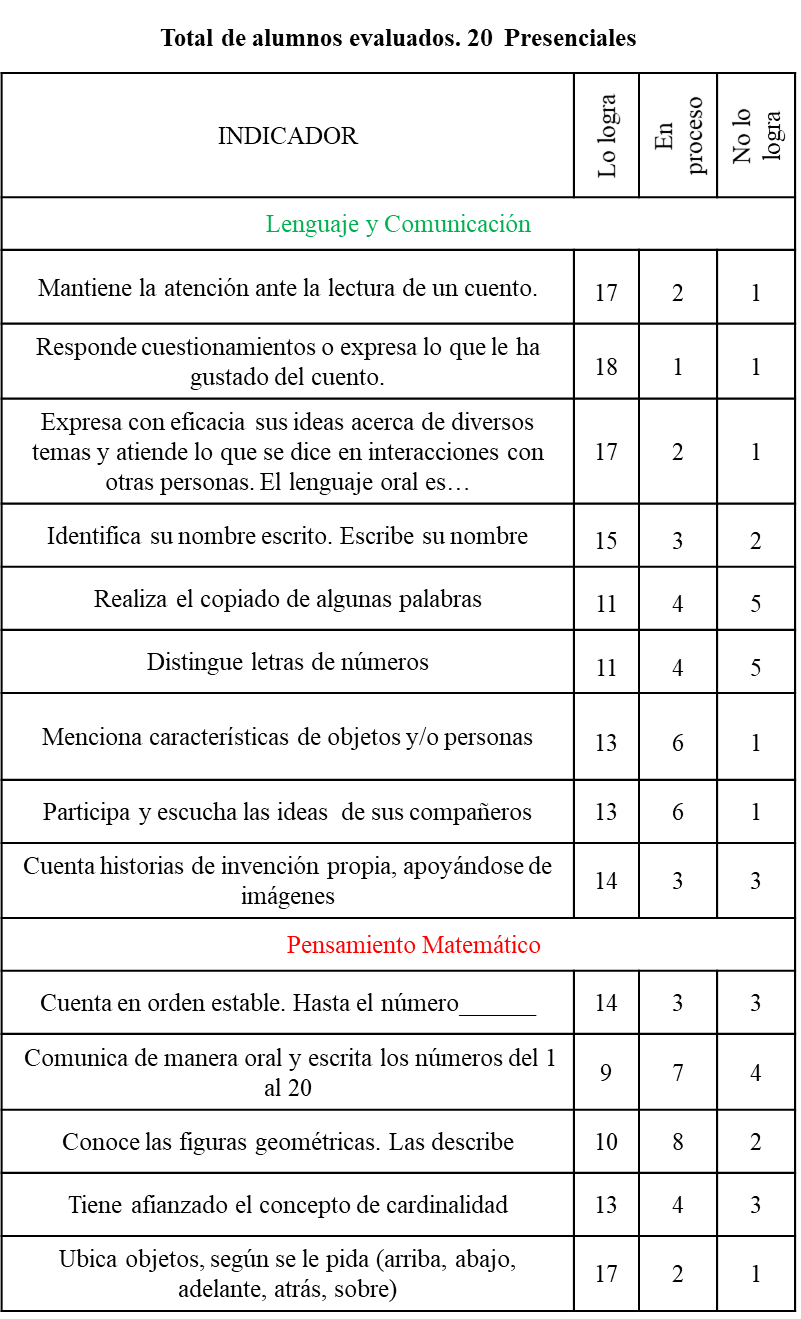 Total de alumnos evaluados. 20 Presenciales
INDICADOR
Lo logra
En
proceso
No lo
logra
Lenguaje y Comunicación
Mantiene la atención ante la lectura de un cuento.
17
2
1
Responde cuestionamientos o expresa lo que le ha
gustado del cuento.
18
1
1
Expresa con eficacia sus ideas acerca de diversos
temas y atiende lo que se dice en interacciones con
otras personas. El lenguaje oral es…
17
2
1
Identifica su nombre escrito. Escribe su nombre
15
3
2
Realiza el copiado de algunas palabras
11
4
5
Distingue letras de números
11
4
5
Menciona características de objetos y/o personas
13
6
1
Participa y escucha las ideas de sus compañeros
13
6
1
Cuenta historias de invención propia, apoyándose de
imágenes
14
3
3
Pensamiento Matemático
Cuenta en orden estable. Hasta el número______
14
3
3
Comunica de manera oral y escrita los números del 1
al 20
9
7
4
Conoce las figuras geométricas. Las describe
10
8
2
Tiene afianzado el concepto de cardinalidad
13
4
3
Ubica objetos, según se le pida (arriba, abajo,
adelante, atrás, sobre)
17
2
1